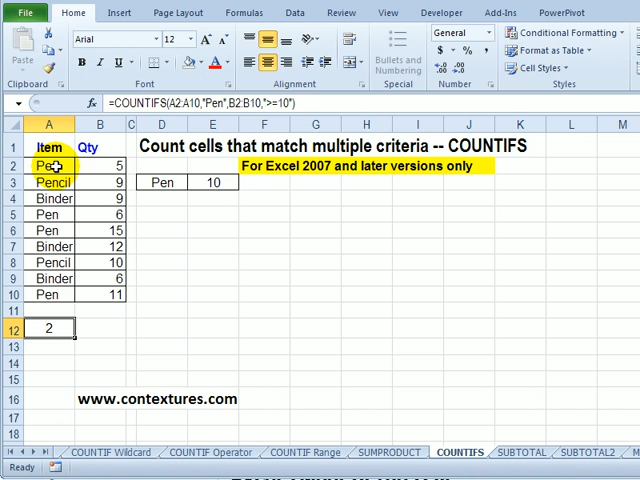 File Home Insert Page Layout Formulas Data Review View Developer Add-Ins PowerPivot
Arial 12 General Conditional Formatting
Paste B I U $ % , Bullets and Numbering Format as Table
Cell Styles
Clipboard Font Alignment Number
fx =COUNTIFS(A2:A10,"Pen",B2:B10,">=10")
A B C D E F G H I J K L M
1 Item Qty Count cells that match multiple criteria -- COUNTIFS
2 Pen 5 For Excel 2007 and later versions only
3 Pencil 9 Pen 10
4 Binder 9
5 Pen 6
6 Pen 15
7 Binder 12
8 Pencil 10
9 Binder 6
10 Pen 11
11
12 2
13
14
15
16 www.contextures.com
17
18
COUNTIF Wildcard COUNTIF Operator COUNTIF Range SUMPRODUCT COUNTIFS SUBTOTAL SUBTOTAL2 M
Ready